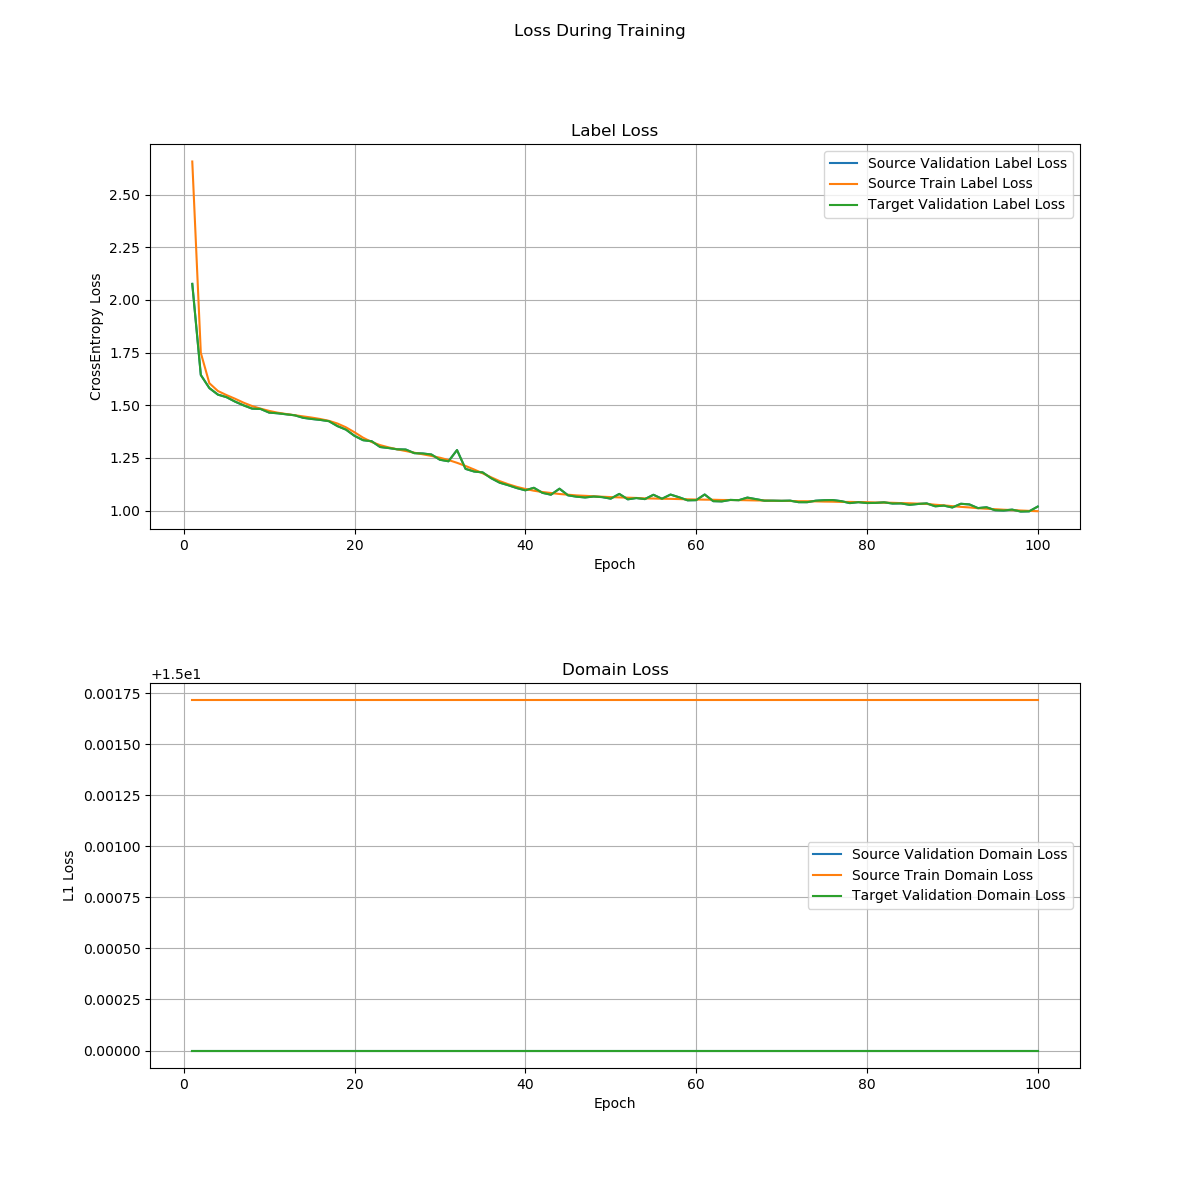 Loss During Training
Label Loss
Source Validation Label Loss
Source Train Label Loss
Target Validation Label Loss
CrossEntropy Loss
2.50
2.25
2.00
1.75
1.50
1.25
1.00
0 20 40 60 80 100
Epoch
Domain Loss
+1.5e1
Source Validation Domain Loss
Source Train Domain Loss
Target Validation Domain Loss
L1 Loss
0.00175
0.00150
0.00125
0.00100
0.00075
0.00050
0.00025
0.00000
0 20 40 60 80 100
Epoch